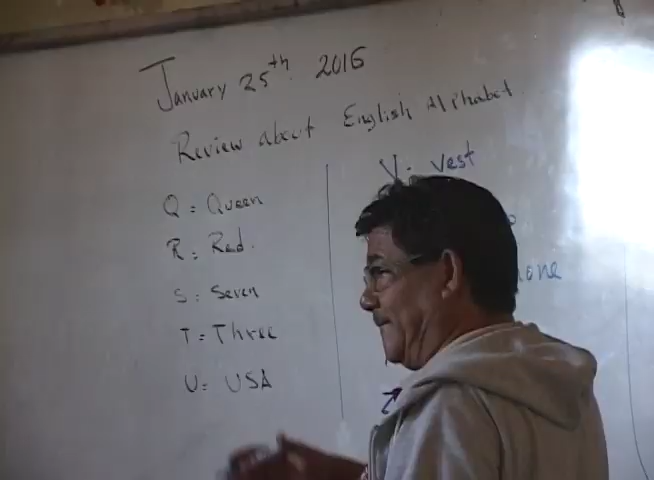 January 25th. 2016
Review about English Alphabet
Q = Queen
R = Red.
S = Seven
T = Three
U = USA
V = Vest